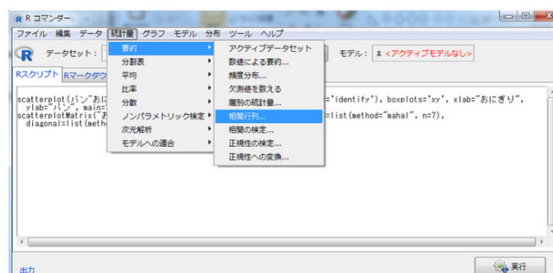 R コマンダー
ファイル 編集 データ 統計量 グラフ モデル 分布 ツール ヘルプ
R データセット: モデル: Σ <アクティブモデルなし>
Rスクリプト Rマークダウ
要約
分割表
平均
比率
分散
ノンパラメトリック検定
次元解析
モデルへの適合
アクティブデータセット
数値による要約...
頻度分布...
欠測値を数える
層別の統計量...
相関行列...
相関の検定...
正規性の検定...
正規性への変換...
scatterplot(パン~おに ='identify'), boxplots='xy', xlab="おにぎり",
ylab="パン", main=
scatterplotMatrix(~お =list(method="mahal", n=7),
diagonal=list(meth
出力
実行